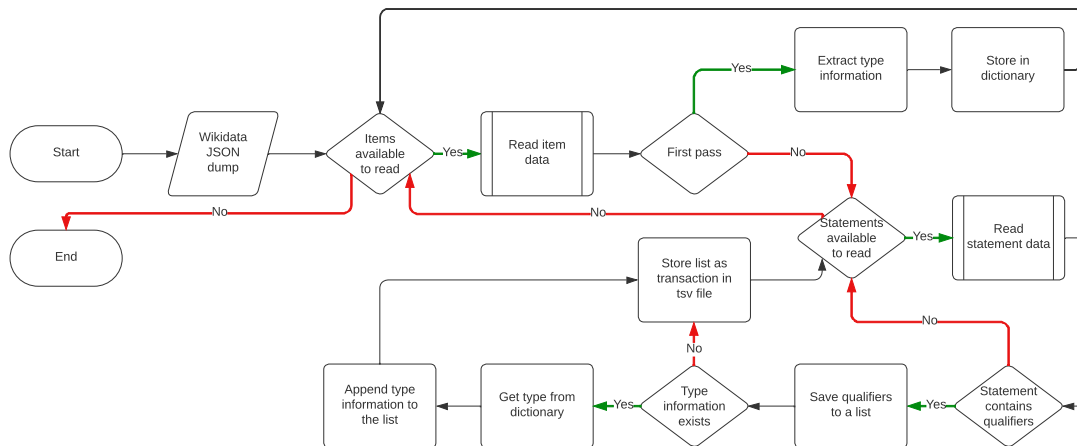 Start
Wikidata
JSON
dump
Items
available
to read
Yes
Read item
data
First pass
Yes
Extract type
information
Store in
dictionary
No
No
End
No
Statements
available
to read
Yes
Read
statement data
Store list as
transaction in
tsv file
No
No
Append type
information to
the list
Get type from
dictionary
Yes
Type
information
exists
Save qualifiers
to a list
Yes
Statement
contains
qualifiers